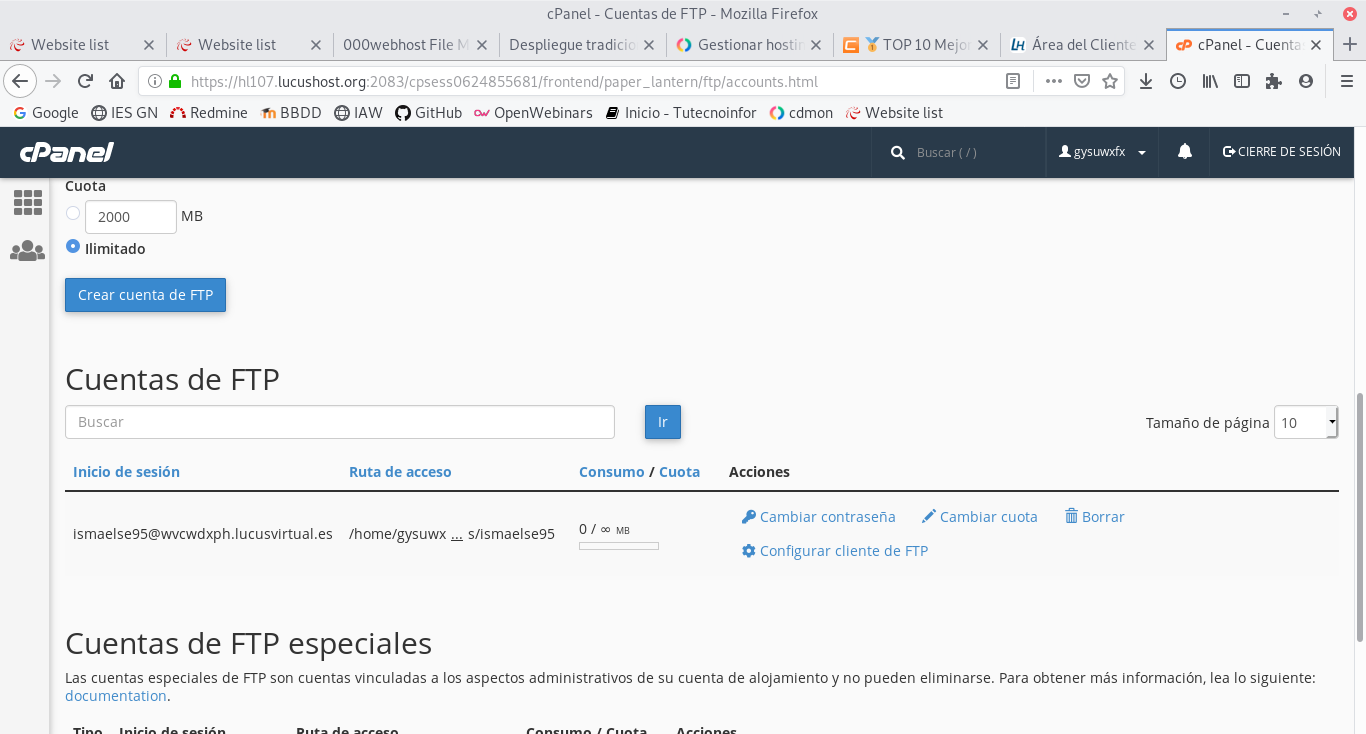 cPanel - Cuentas de FTP - Mozilla Firefox
Website list
Website list
000webhost File M
Despliegue tradicio
Gestionar hostin
TOP 10 Mejo
Área del Cliente
cPanel - Cuenta
https://hl107.lucushost.org:2083/cpsess0624855681/frontend/paper_lantern/ftp/accounts.html
Google IES GN Redmine BBDD IAW GitHub OpenWebinars Inicio - Tutecnoinfor cdmon Website list
cPanel
Buscar ( / )
gysuwxfx
CIERRE DE SESIÓN
Cuota
2000 MB
Ilimitado
Crear cuenta de FTP
Cuentas de FTP
Buscar Ir Tamaño de página 10
Inicio de sesión Ruta de acceso Consumo / Cuota Acciones
ismaelse95@wvcwdxph.lucusvirtual.es /home/gysuwx ... s/ismaelse95 0 / ∞ MB
Cambiar contraseña Cambiar cuota Borrar
Configurar cliente de FTP
Cuentas de FTP especiales
Las cuentas especiales de FTP son cuentas vinculadas a los aspectos administrativos de su cuenta de alojamiento y no pueden eliminarse. Para obtener más información, lea lo siguiente:
documentation.
Tipo Inicio de sesión Ruta de acceso Consumo / Cuota Acciones